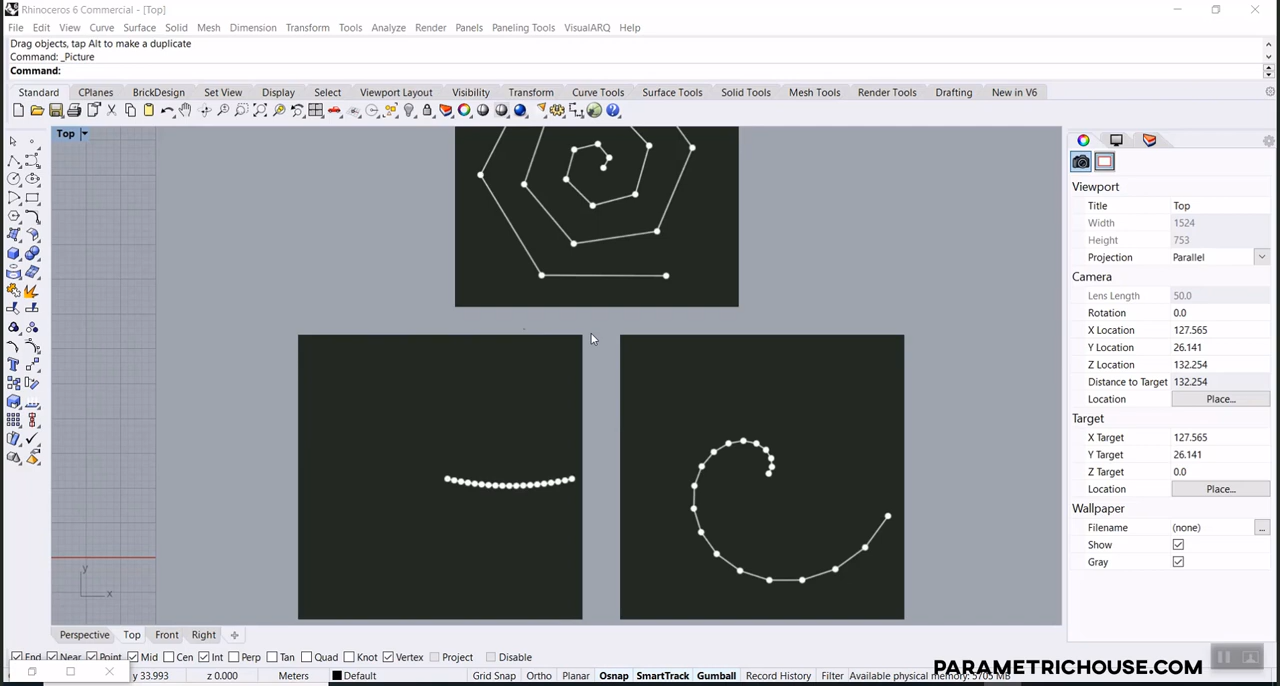 Rhinoceros 6 Commercial - [Top]
File Edit View Curve Surface Solid Mesh Dimension Transform Tools Analyze Render Panels Paneling Tools VisualARQ Help
Drag objects, tap Alt to make a duplicate
Command: _Picture
Command:
Standard CPlanes BrickDesign Set View Display Select Viewport Layout Visibility Transform Curve Tools Surface Tools Solid Tools Mesh Tools Render Tools Drafting New in V6
Top
Viewport
Title Top
Width 1524
Height 753
Projection Parallel
Camera
Lens Length 50.0
Rotation 0.0
X Location 127.565
Y Location 26.141
Z Location 132.254
Distance to Target 132.254
Location Place...
Target
X Target 127.565
Y Target 26.141
Z Target 0.0
Location Place...
Wallpaper
Filename (none) ...
Show
Gray
y
x
Perspective Top Front Right
End Near Point Mid Cen Int Perp Tan Quad Knot Vertex Project Disable
y 33.993 z 0.000 Meters Default Grid Snap Ortho Planar Osnap SmartTrack Gumball Record History Filter Available physical memory: 5705 MB
PARAMETRICHOUSE.COM